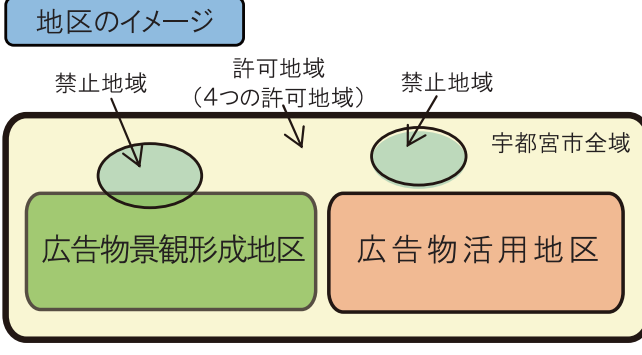 地区のイメージ
禁止地域
許可地域
（4つの許可地域）
禁止地域
宇都宮市全域
広告物景観形成地区
広告物活用地区